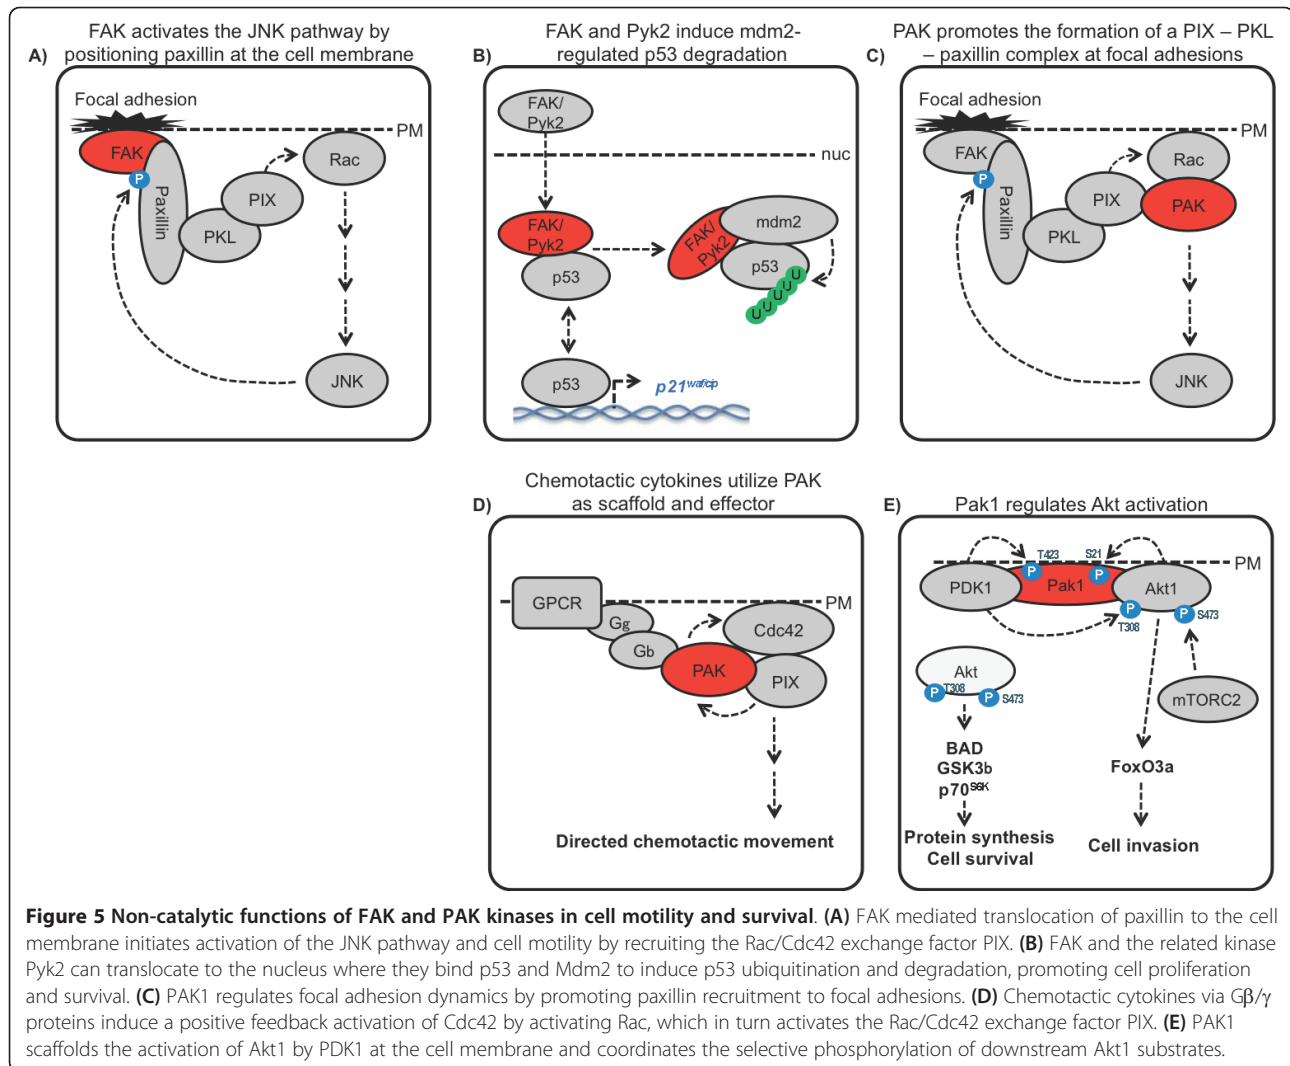 FAK activates the JNK pathway by
positioning paxillin at the cell membrane
A)
Focal adhesion
PM
FAK
P
Paxillin
PKL
PIX
Rac
JNK
FAK and Pyk2 induce mdm2-
regulated p53 degradation
B)
FAK/
Pyk2
nuc
FAK/
Pyk2
p53
FAK/
Pyk2
mdm2
p53
U
U
U
U
U
p53
p21waf/cip
PAK promotes the formation of a PIX – PKL
– paxillin complex at focal adhesions
C)
Focal adhesion
PM
FAK
P
Paxillin
PKL
PIX
Rac
PAK
JNK
Chemotactic cytokines utilize PAK
as scaffold and effector
D)
GPCR
PM
Gg
Gb
Cdc42
PAK
PIX
Directed chemotactic movement
Pak1 regulates Akt activation
E)
PM
T423
S21
PDK1
P
Pak1
P
Akt1
P
T308
P
S473
Akt
P
T308
P
S473
mTORC2
BAD
GSK3b
p70S6K
FoxO3a
Protein synthesis
Cell survival
Cell invasion
Figure 5 Non-catalytic functions of FAK and PAK kinases in cell motility and survival. (A) FAK mediated translocation of paxillin to the cell
membrane initiates activation of the JNK pathway and cell motility by recruiting the Rac/Cdc42 exchange factor PIX. (B) FAK and the related kinase
Pyk2 can translocate to the nucleus where they bind p53 and Mdm2 to induce p53 ubiquitination and degradation, promoting cell proliferation
and survival. (C) PAK1 regulates focal adhesion dynamics by promoting paxillin recruitment to focal adhesions. (D) Chemotactic cytokines via Gβ/γ
proteins induce a positive feedback activation of Cdc42 by activating Rac, which in turn activates the Rac/Cdc42 exchange factor PIX. (E) PAK1
scaffolds the activation of Akt1 by PDK1 at the cell membrane and coordinates the selective phosphorylation of downstream Akt1 substrates.